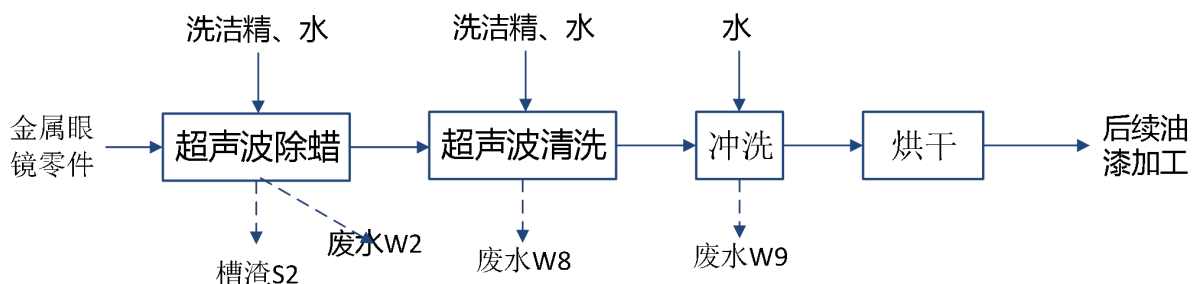 洗洁精、水
洗洁精、水
水
金属眼
镜零件
超声波除蜡
超声波清洗
冲洗
烘干
后续油
漆加工
槽渣S2
废水W2
废水W8
废水W9